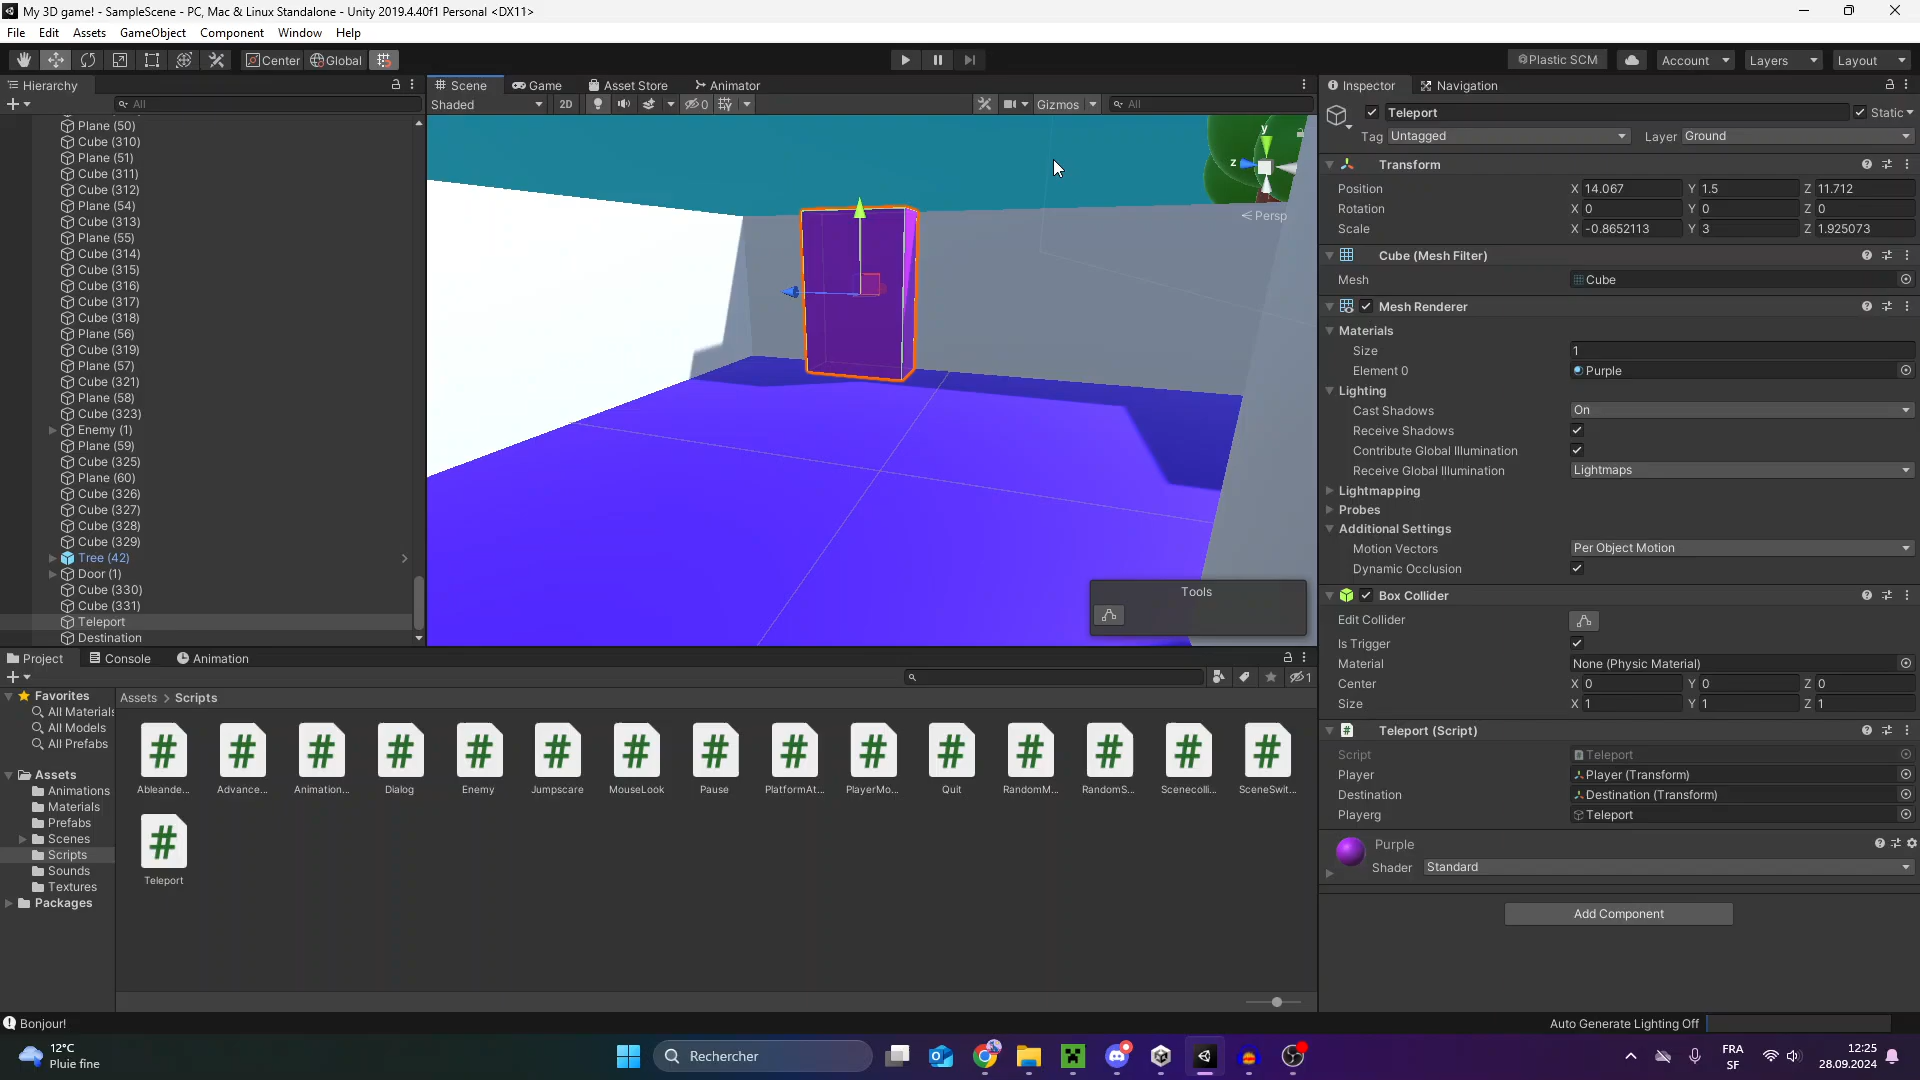 My 3D game! - SampleScene - PC, Mac & Linux Standalone - Unity 2019.4.40f1 Personal <DX11>
File Edit Assets GameObject Component Window Help
Center Global Plastic SCM Account Layers Layout
Hierarchy
All
Plane (50)
Cube (310)
Plane (51)
Cube (311)
Cube (312)
Plane (54)
Cube (313)
Plane (55)
Cube (314)
Cube (315)
Cube (316)
Cube (317)
Cube (318)
Plane (56)
Cube (319)
Plane (57)
Cube (321)
Plane (58)
Cube (323)
Enemy (1)
Plane (59)
Cube (325)
Plane (60)
Cube (326)
Cube (327)
Cube (328)
Cube (329)
Tree (42)
Door (1)
Cube (330)
Cube (331)
Teleport
Destination
Scene Game Asset Store Animator
Shaded 2D 0 Gizmos All
y
z
Persp
Tools
Inspector Navigation
Teleport Static
Tag Untagged Layer Ground
Transform
Position X 14.067 Y 1.5 Z 11.712
Rotation X 0 Y 0 Z 0
Scale X -0.8652113 Y 3 Z 1.925073
Cube (Mesh Filter)
Mesh Cube
Mesh Renderer
Materials
Size 1
Element 0 Purple
Lighting
Cast Shadows On
Receive Shadows
Contribute Global Illumination
Receive Global Illumination Lightmaps
Lightmapping
Probes
Additional Settings
Motion Vectors Per Object Motion
Dynamic Occlusion
Box Collider
Edit Collider
Is Trigger
Material None (Physic Material)
Center X 0 Y 0 Z 0
Size X 1 Y 1 Z 1
Teleport (Script)
Script Teleport
Player Player (Transform)
Destination Destination (Transform)
Playerg Teleport
Purple
Shader Standard
Add Component
Project Console Animation
1
Favorites
All Materials
All Models
All Prefabs
Assets
Animations
Materials
Prefabs
Scenes
Scripts
Sounds
Textures
Packages
Assets > Scripts
Ableande... Advance... Animation... Dialog Enemy Jumpscare MouseLook Pause PlatformAt... PlayerMo... Quit RandomM... RandomS... Scenecolli... SceneSwit...
Teleport
Bonjour!
Auto Generate Lighting Off
12°C
Pluie fine
Rechercher
FRA
SF
12:25
28.09.2024